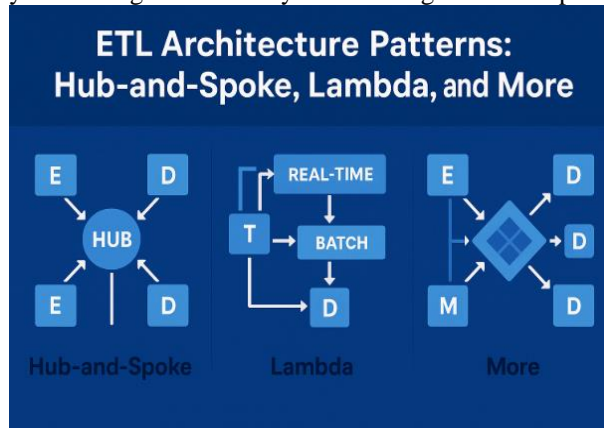 ETL Architecture Patterns:
Hub-and-Spoke, Lambda, and More
E D
HUB
E D
REAL-TIME
T
BATCH
D
E D
D
M D
Hub-and-Spoke Lambda More